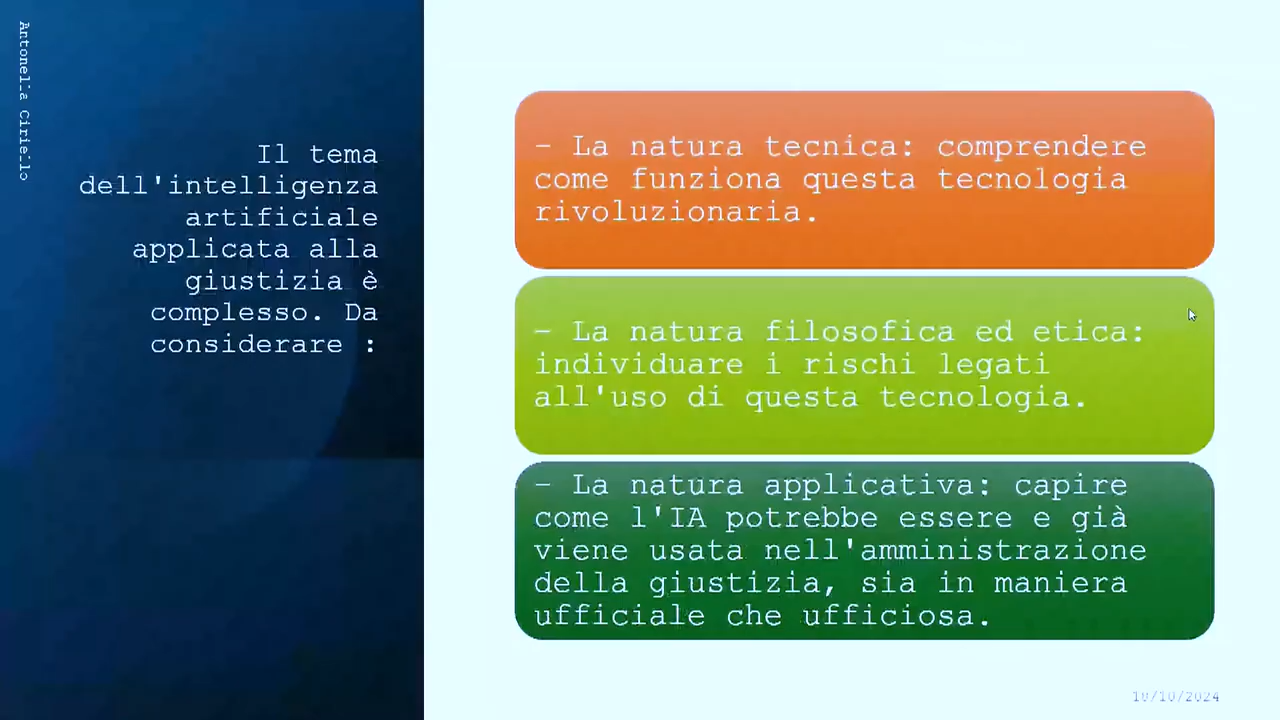 Antonella Ciriello
Il tema
dell'intelligenza
artificiale
applicata alla
giustizia è
complesso. Da
considerare :
– La natura tecnica: comprendere
come funziona questa tecnologia
rivoluzionaria.
– La natura filosofica ed etica:
individuare i rischi legati
all'uso di questa tecnologia.
– La natura applicativa: capire
come l'IA potrebbe essere e già
viene usata nell'amministrazione
della giustizia, sia in maniera
ufficiale che ufficiosa.
10/10/2024